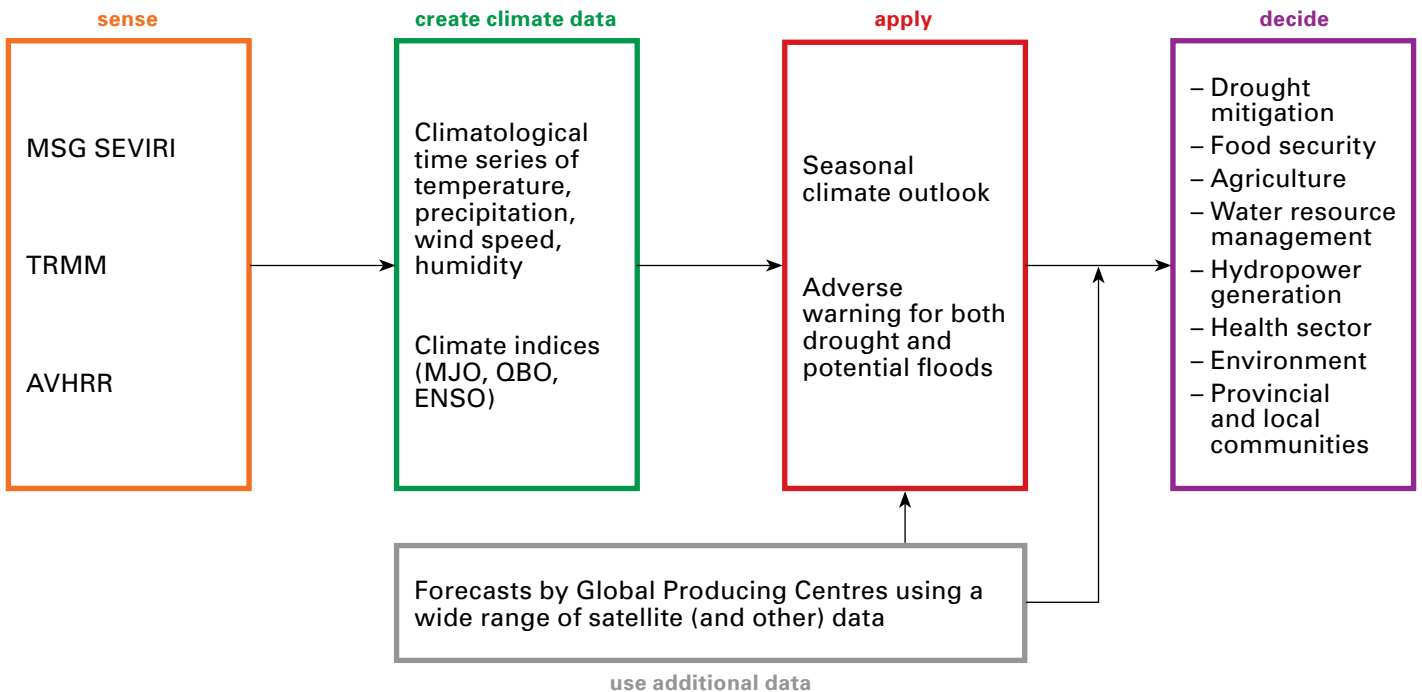 sense
MSG SEVIRI
TRMM
AVHRR
create climate data
Climatological
time series of
temperature,
precipitation,
wind speed,
humidity
Climate indices
(MJO, QBO,
ENSO)
apply
Seasonal
climate outlook
Adverse
warning for both
drought and
potential floods
decide
– Drought
mitigation
– Food security
– Agriculture
– Water resource
management
– Hydropower
generation
– Health sector
– Environment
– Provincial
and local
communities
Forecasts by Global Producing Centres using a
wide range of satellite (and other) data
use additional data